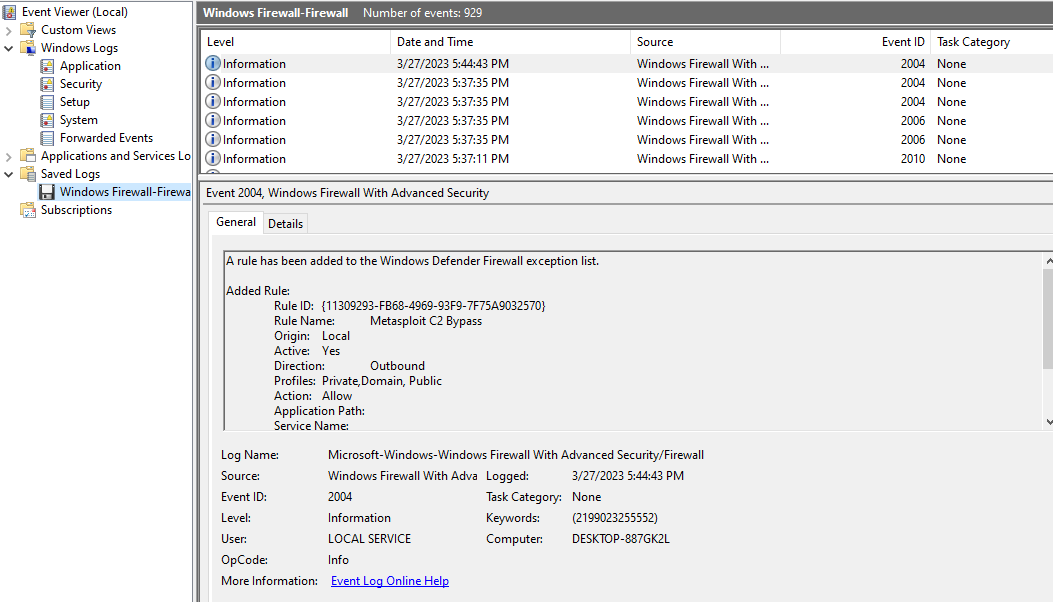 Event Viewer (Local)
Custom Views
Windows Logs
Application
Security
Setup
System
Forwarded Events
Applications and Services Lo
Saved Logs
Windows Firewall-Firewa
Subscriptions
Windows Firewall-Firewall Number of events: 929
Level Date and Time Source Event ID Task Category
Information 3/27/2023 5:44:43 PM Windows Firewall With ... 2004 None
Information 3/27/2023 5:37:35 PM Windows Firewall With ... 2004 None
Information 3/27/2023 5:37:35 PM Windows Firewall With ... 2004 None
Information 3/27/2023 5:37:35 PM Windows Firewall With ... 2006 None
Information 3/27/2023 5:37:35 PM Windows Firewall With ... 2006 None
Information 3/27/2023 5:37:11 PM Windows Firewall With ... 2010 None
Event 2004, Windows Firewall With Advanced Security
General Details
A rule has been added to the Windows Defender Firewall exception list.
Added Rule:
Rule ID: {11309293-FB68-4969-93F9-7F75A9032570}
Rule Name: Metasploit C2 Bypass
Origin: Local
Active: Yes
Direction: Outbound
Profiles: Private,Domain, Public
Action: Allow
Application Path:
Service Name:
Log Name: Microsoft-Windows-Windows Firewall With Advanced Security/Firewall
Source: Windows Firewall With Adva Logged: 3/27/2023 5:44:43 PM
Event ID: 2004 Task Category: None
Level: Information Keywords: (2199023255552)
User: LOCAL SERVICE Computer: DESKTOP-887GK2L
OpCode: Info
More Information: Event Log Online Help